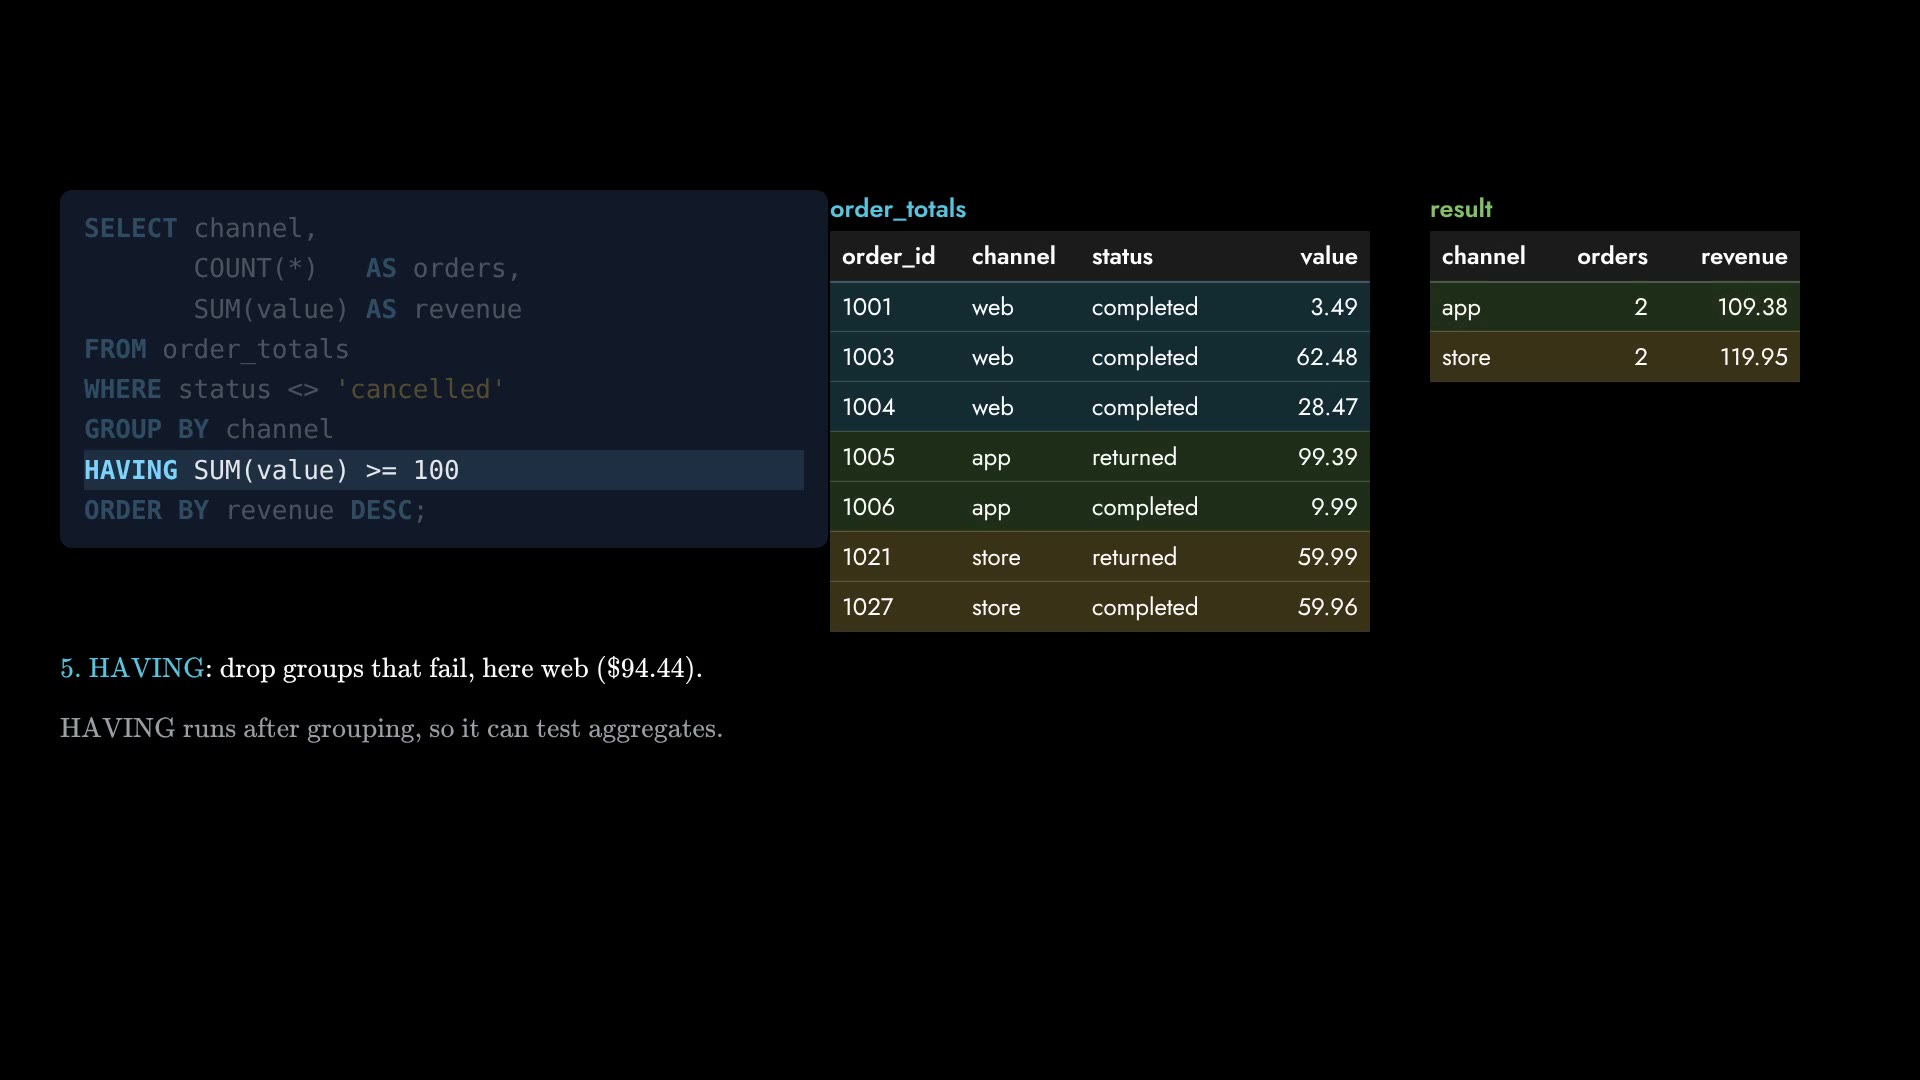 SELECT channel,
COUNT(*)   AS orders,
SUM(value) AS revenue
FROM order_totals
WHERE status <> 'cancelled'
GROUP BY channel
HAVING SUM(value) >= 100
ORDER BY revenue DESC;
5. HAVING: drop groups that fail, here web ($94.44).
HAVING runs after grouping, so it can test aggregates.
order_totals
order_id channel status value
1001 web completed 3.49
1003 web completed 62.48
1004 web completed 28.47
1005 app returned 99.39
1006 app completed 9.99
1021 store returned 59.99
1027 store completed 59.96
result
channel orders revenue
app 2 109.38
store 2 119.95